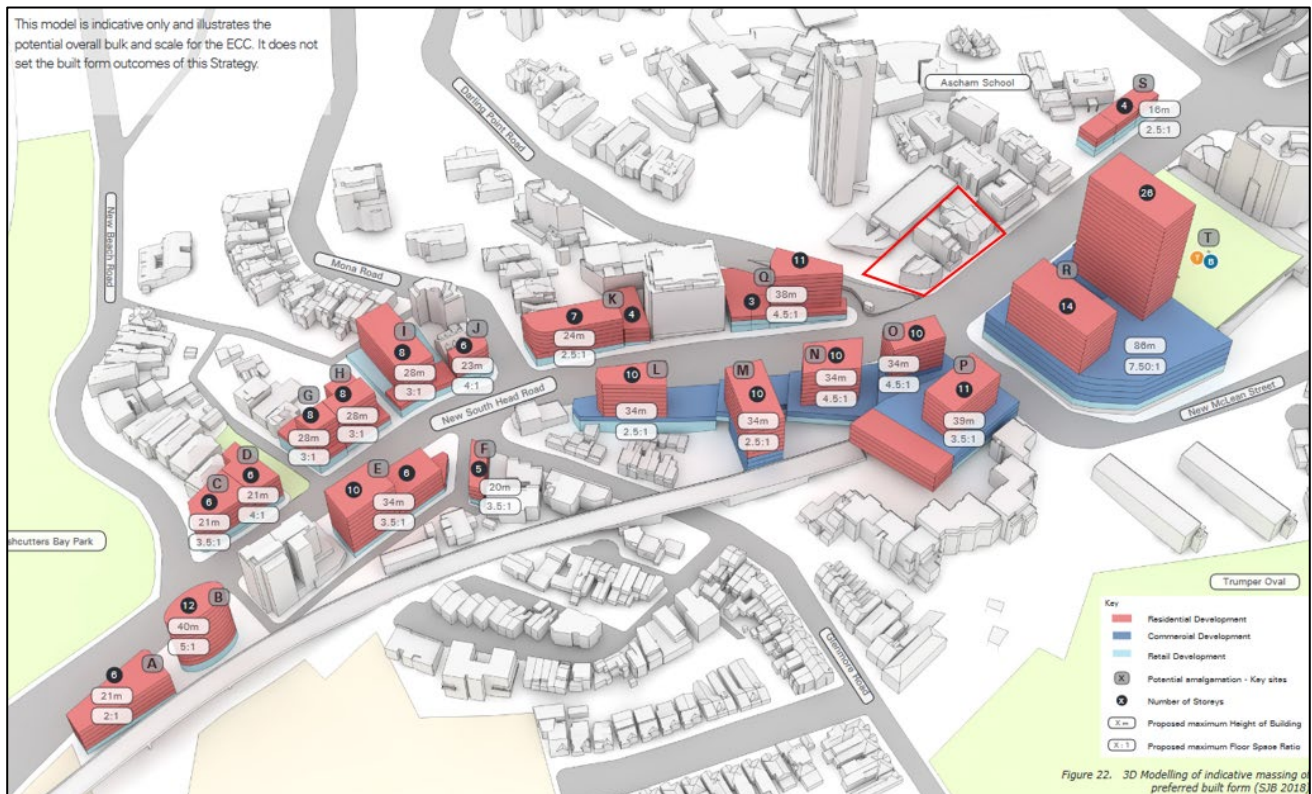 This model is indicative only and illustrates the
potential overall bulk and scale for the ECC. It does not
set the built form outcomes of this Strategy.
Ascham School
S
4
16m
2.5:1
Darling Point Road
26
T
T
B
New Beach Road
Mona Road
11
Q
38m
3
4.5:1
R
14
86m
7.50:1
K
7
4
24m
2.5:1
I
8
28m
3:1
J
6
23m
4:1
O
10
34m
4.5:1
N
10
34m
4.5:1
P
11
39m
3.5:1
L
10
34m
2.5:1
M
10
34m
2.5:1
New South Head Road
New McLean Street
H
8
28m
3:1
G
8
28m
3:1
D
6
21m
4:1
C
6
21m
3.5:1
E
10
6
34m
3.5:1
F
5
20m
3.5:1
shcutters Bay Park
Trumper Oval
B
12
40m
5:1
A
6
21m
2:1
Glenmore Road
Key
Residential Development
Commercial Development
Retail Development
X Potential amalgamation - Key sites
X Number of Storeys
X m Proposed maximum Height of Building
X : 1 Proposed maximum Floor Space Ratio
Figure 22. 3D Modelling of indicative massing of
preferred built form (SJB 2018)